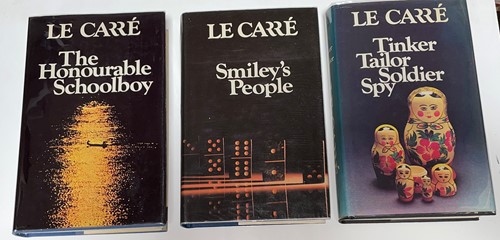 LE CARRÉ
The
Honourable
Schoolboy
LE CARRÉ
Smiley's
People
LE CARRÉ
Tinker
Tailor
Soldier
Spy